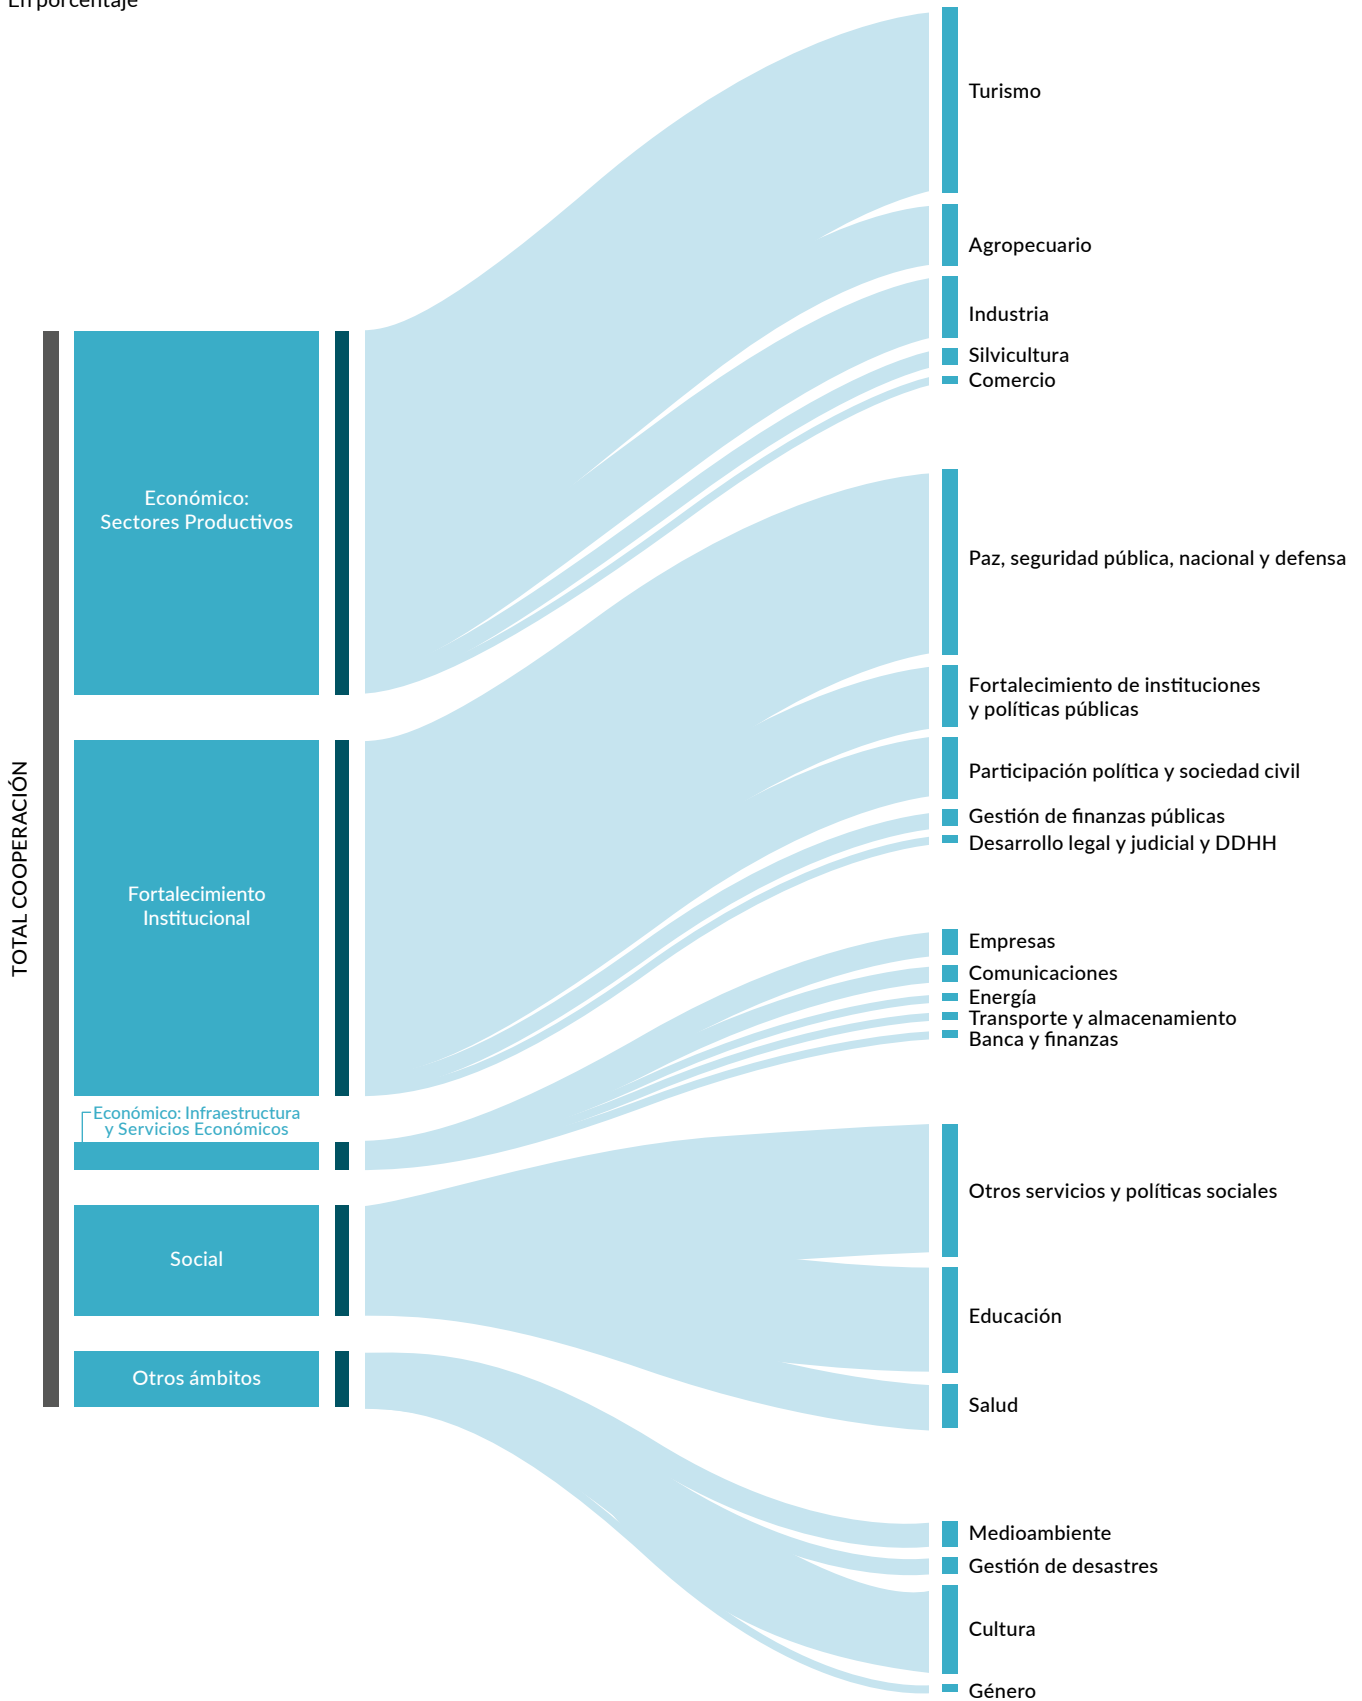 En porcentaje
TOTAL COOPERACIÓN
Económico:
Sectores Productivos
Fortalecimiento
Institucional
Económico: Infraestructura
y Servicios Económicos
Social
Otros ámbitos
Turismo
Agropecuario
Industria
Silvicultura
Comercio
Paz, seguridad pública, nacional y defensa
Fortalecimiento de instituciones
y políticas públicas
Participación política y sociedad civil
Gestión de finanzas públicas
Desarrollo legal y judicial y DDHH
Empresas
Comunicaciones
Energía
Transporte y almacenamiento
Banca y finanzas
Otros servicios y políticas sociales
Educación
Salud
Medioambiente
Gestión de desastres
Cultura
Género